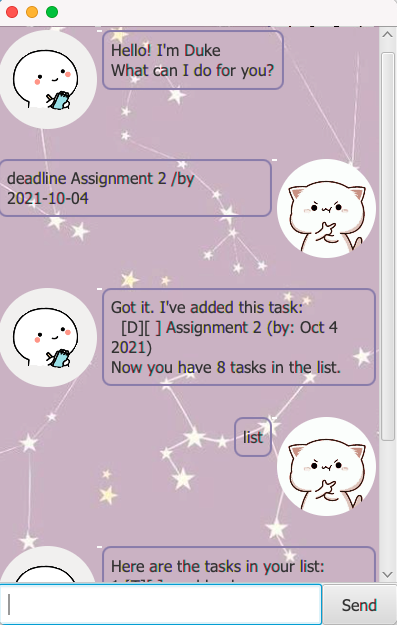 Hello! I'm Duke
What can I do for you?
deadline Assignment 2 /by
2021-10-04
Got it. I've added this task:
[D][ ] Assignment 2 (by: Oct 4
2021)
Now you have 8 tasks in the list.
list
Here are the tasks in your list:
Send